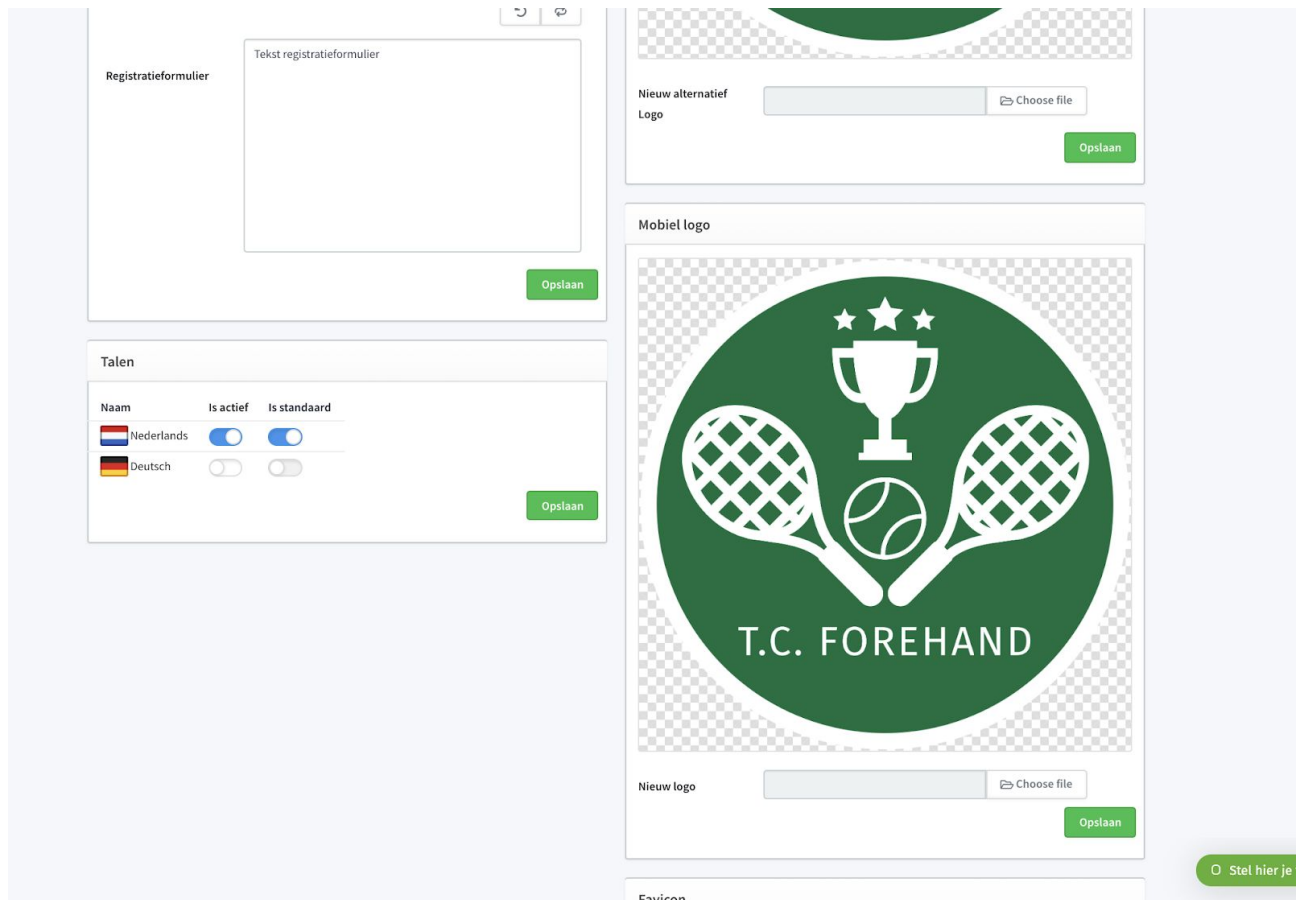 Tekst registratieformulier
Registratieformulier
Opslaan
Talen
Naam Is actief Is standaard
Nederlands
Deutsch
Opslaan
Nieuw alternatief
Logo
Choose file
Opslaan
Mobiel logo
T.C. FOREHAND
Nieuw logo
Choose file
Opslaan
Favicon
Stel hier je